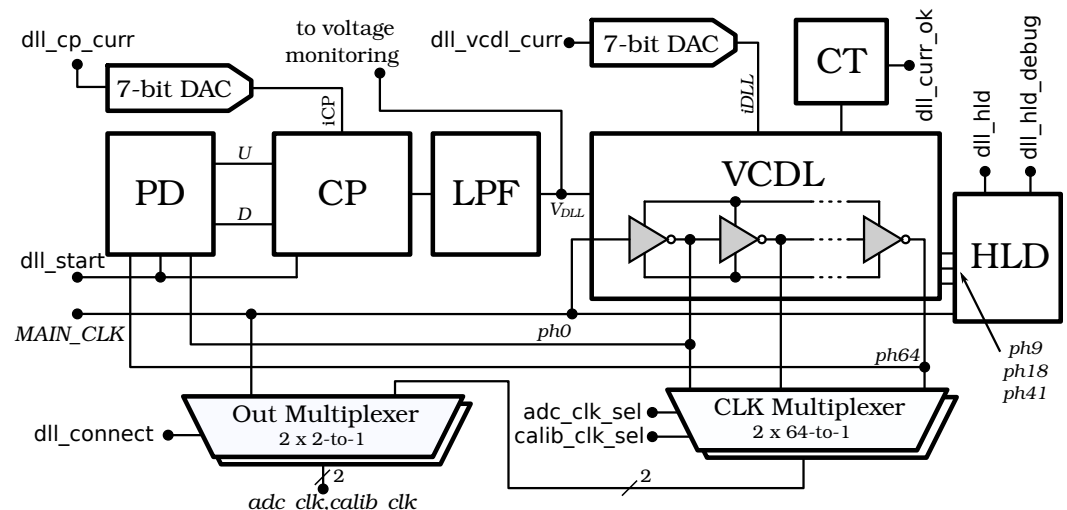 dll_cp_curr
7-bit DAC
iCP
to voltage
monitoring
dll_vcdl_curr
7-bit DAC
iDLL
CT
dll_curr_ok
dll_hld
dll_hld_debug
PD
U
D
CP
LPF
V_DLL
VCDL
HLD
dll_start
MAIN_CLK
ph0
ph64
ph9
ph18
ph41
Out Multiplexer
2 x 2-to-1
dll_connect
2
adc_clk,calib_clk
adc_clk_sel
calib_clk_sel
CLK Multiplexer
2 x 64-to-1
2